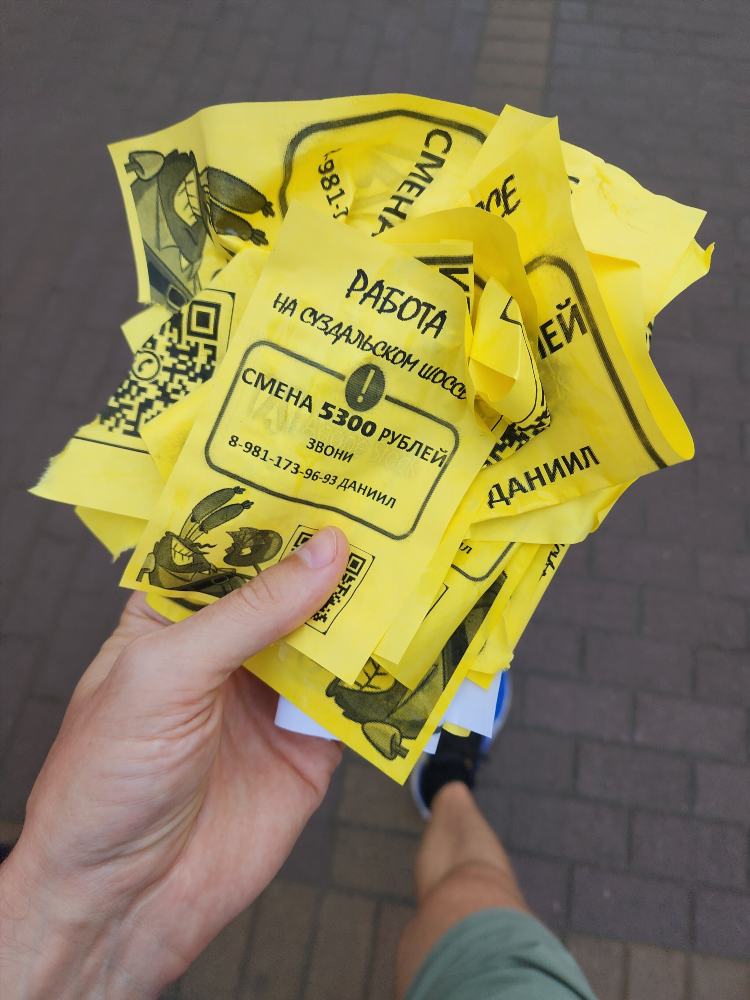 РАБОТА
НА СУЗДАЛЬСКОМ ШОССЕ
!
СМЕНА 5300 РУБЛЕЙ
ЗВОНИ
8-981-173-96-93 ДАНИИЛ
СМЕНА
ДАНИИЛ